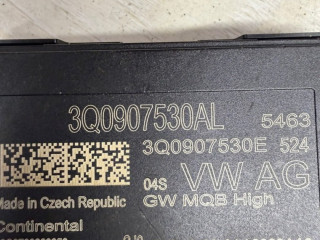 3Q0907530AL 5463
3Q0907530E 524
04S VW AG
Made in Czech Republic GW MQB High
Continental